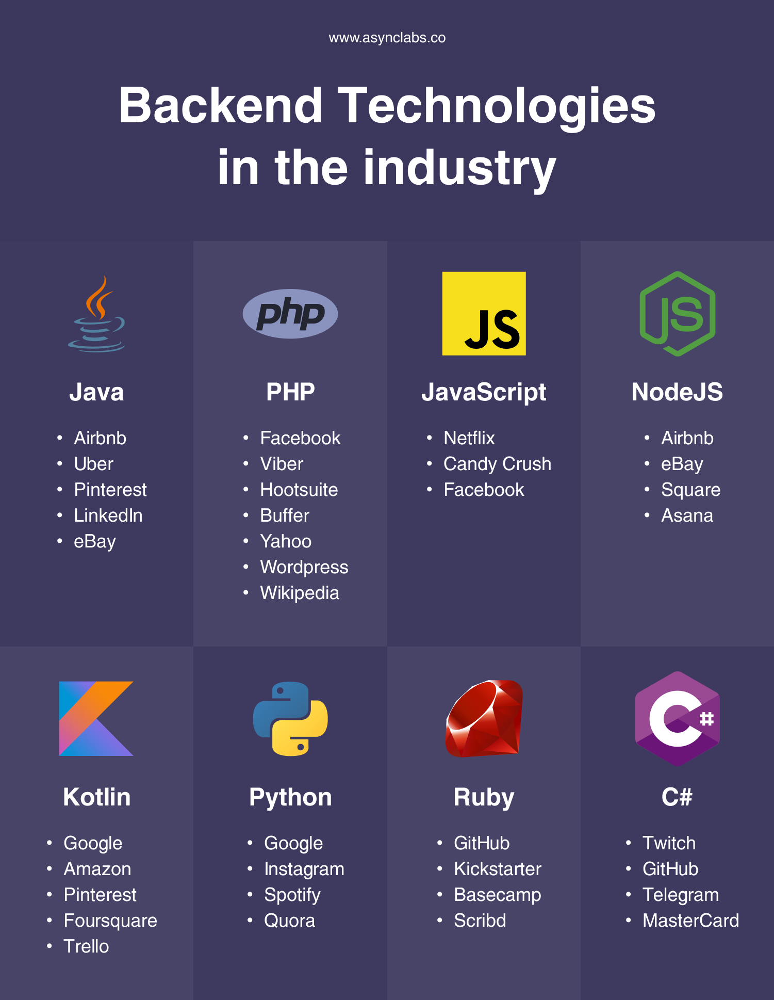 www.asynclabs.co
Backend Technologies
in the industry
php
JS
JS
Java
PHP
JavaScript
NodeJS
• Airbnb
• Uber
• Pinterest
• LinkedIn
• eBay
• Facebook
• Viber
• Hootsuite
• Buffer
• Yahoo
• Wordpress
• Wikipedia
• Netflix
• Candy Crush
• Facebook
• Airbnb
• eBay
• Square
• Asana
C#
Kotlin
Python
Ruby
C#
• Google
• Amazon
• Pinterest
• Foursquare
• Trello
• Google
• Instagram
• Spotify
• Quora
• GitHub
• Kickstarter
• Basecamp
• Scribd
• Twitch
• GitHub
• Telegram
• MasterCard